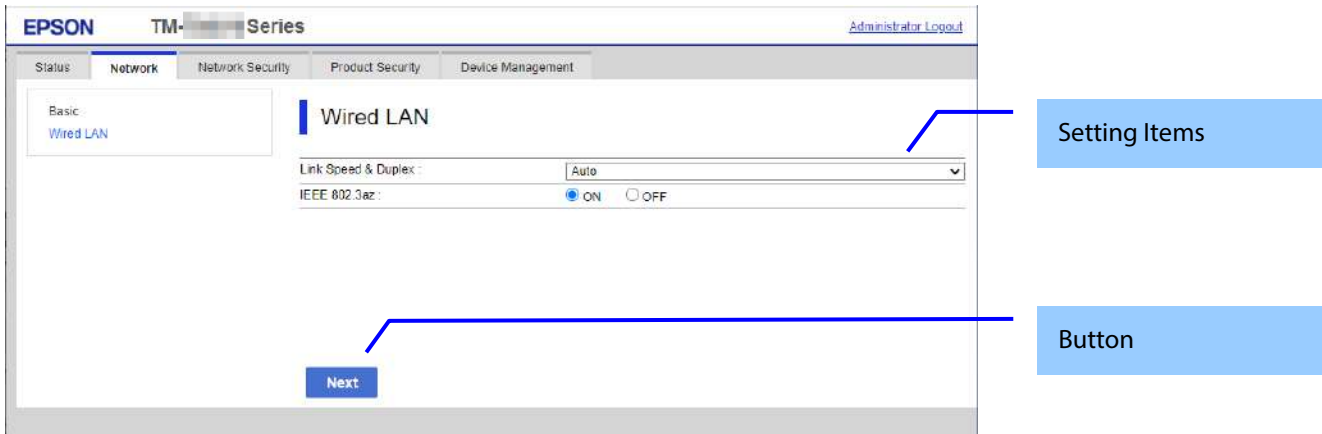 EPSON TM- Series Administrator Logout
Status Network Network Security Product Security Device Management
Basic
Wired LAN
Wired LAN
Link Speed & Duplex : Auto
IEEE 802.3az : ON OFF
Next
Setting Items
Button